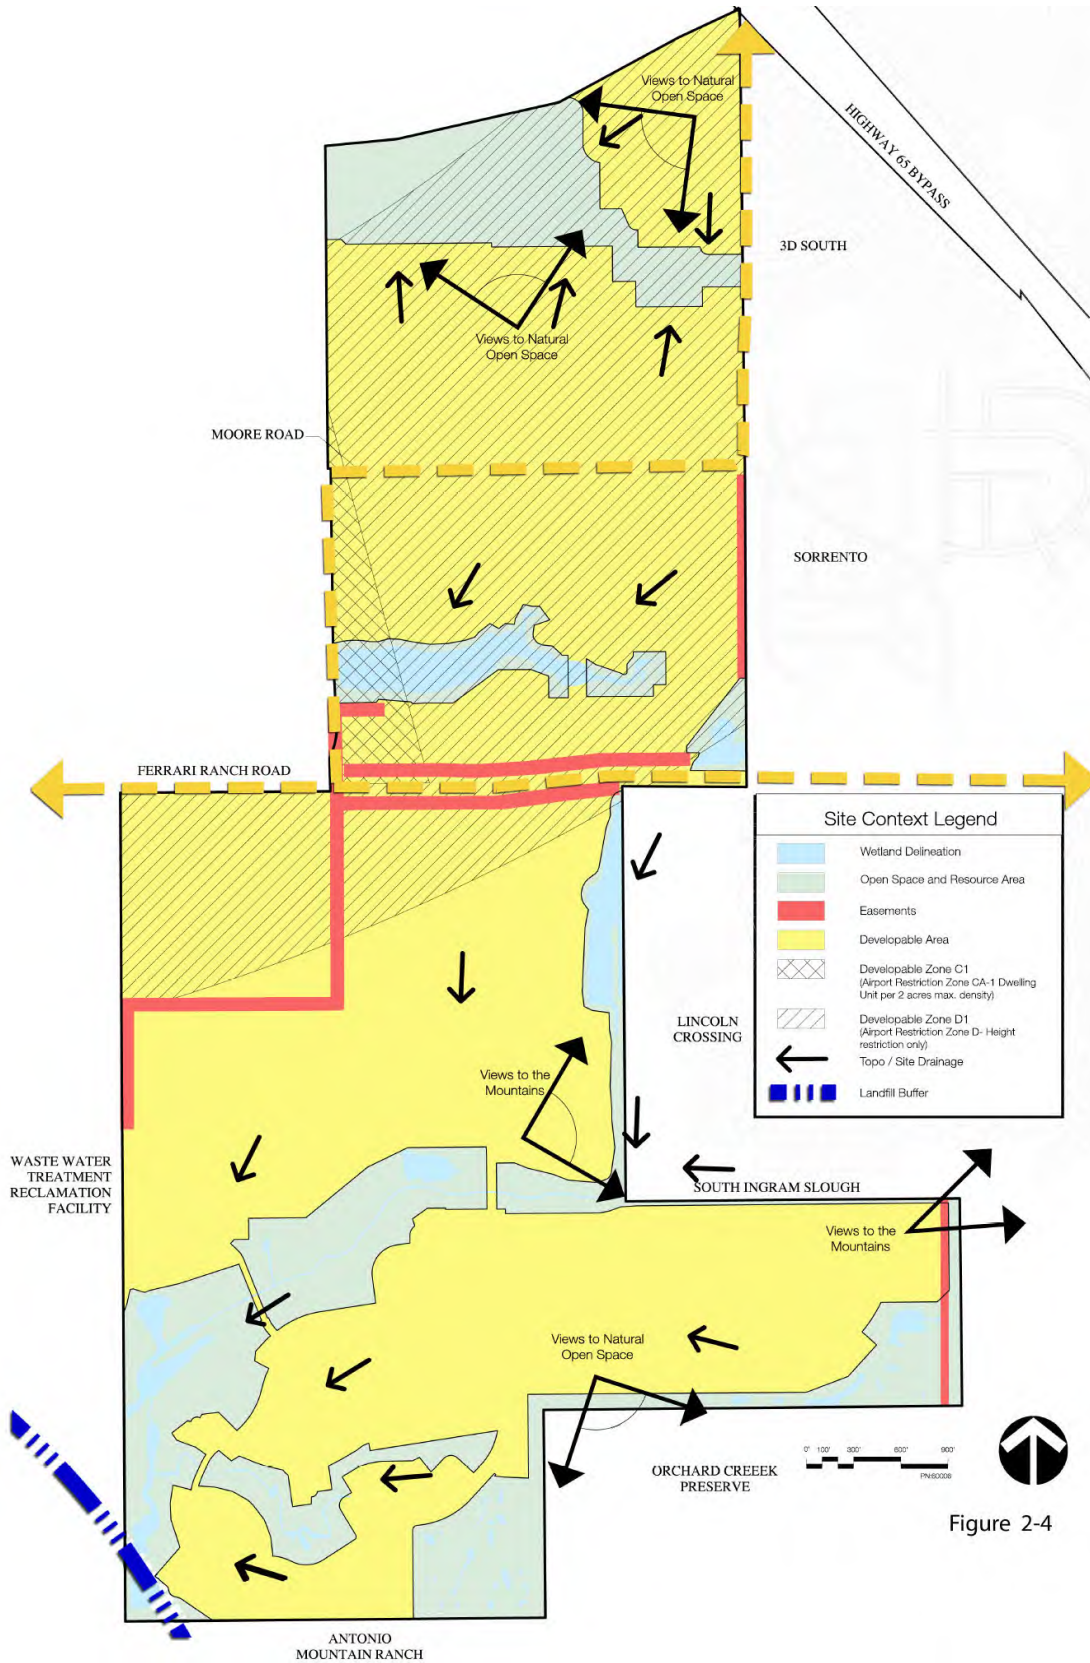 Views to Natural
Open Space
HIGHWAY 65 BYPASS
3D SOUTH
Views to Natural
Open Space
MOORE ROAD
SORRENTO
FERRARI RANCH ROAD
Site Context Legend
Wetland Delineation
Open Space and Resource Area
Easements
Developable Area
Developable Zone C1
(Airport Restriction Zone CA-1 Dwelling
Unit per 2 acres max. density)
Developable Zone D1
(Airport Restriction Zone D- Height
restriction only)
Topo / Site Drainage
Landfill Buffer
LINCOLN
CROSSING
Views to the
Mountains
WASTE WATER
TREATMENT
RECLAMATION
FACILITY
SOUTH INGRAM SLOUGH
Views to the
Mountains
Views to Natural
Open Space
ORCHARD CREEEK
PRESERVE
0' 100' 300' 600' 900'
PN:60008
Figure 2-4
ANTONIO
MOUNTAIN RANCH